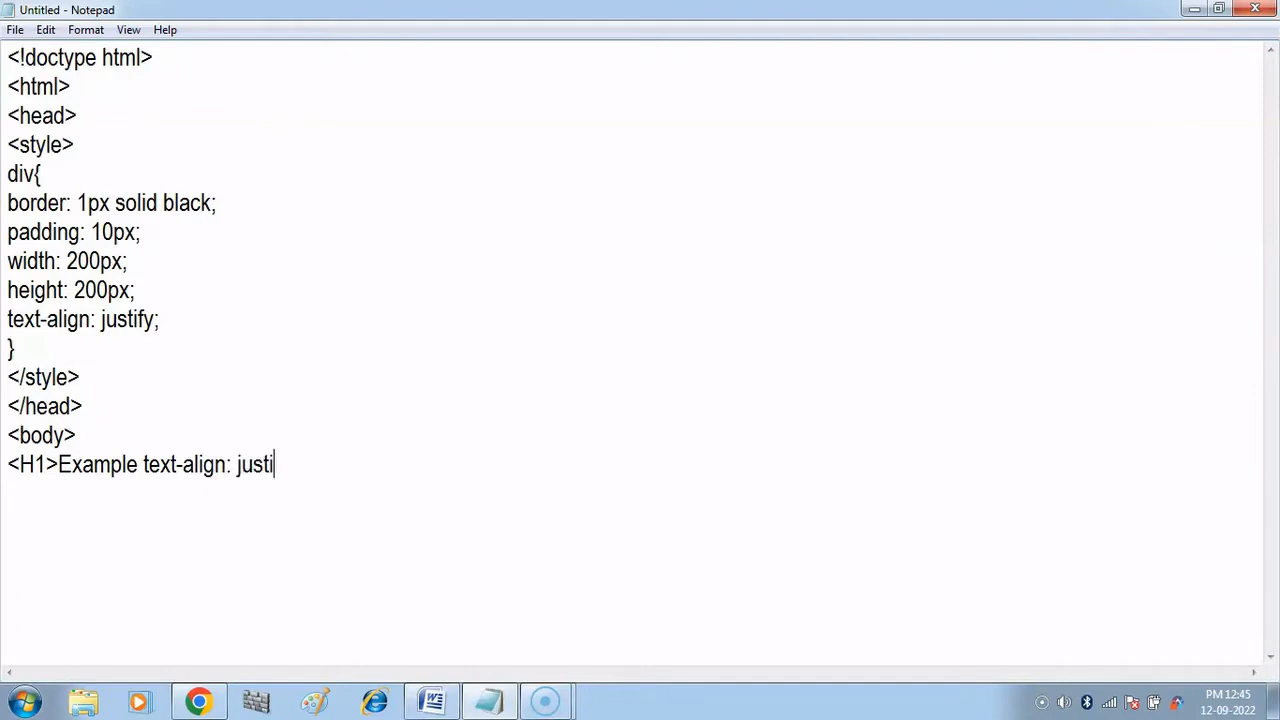 Untitled - Notepad
File Edit Format View Help
<!doctype html>
<html>
<head>
<style>
div{
border: 1px solid black;
padding: 10px;
width: 200px;
height: 200px;
text-align: justify;
}
</style>
</head>
<body>
<H1>Example text-align: justi
PM 12:45
12-09-2022